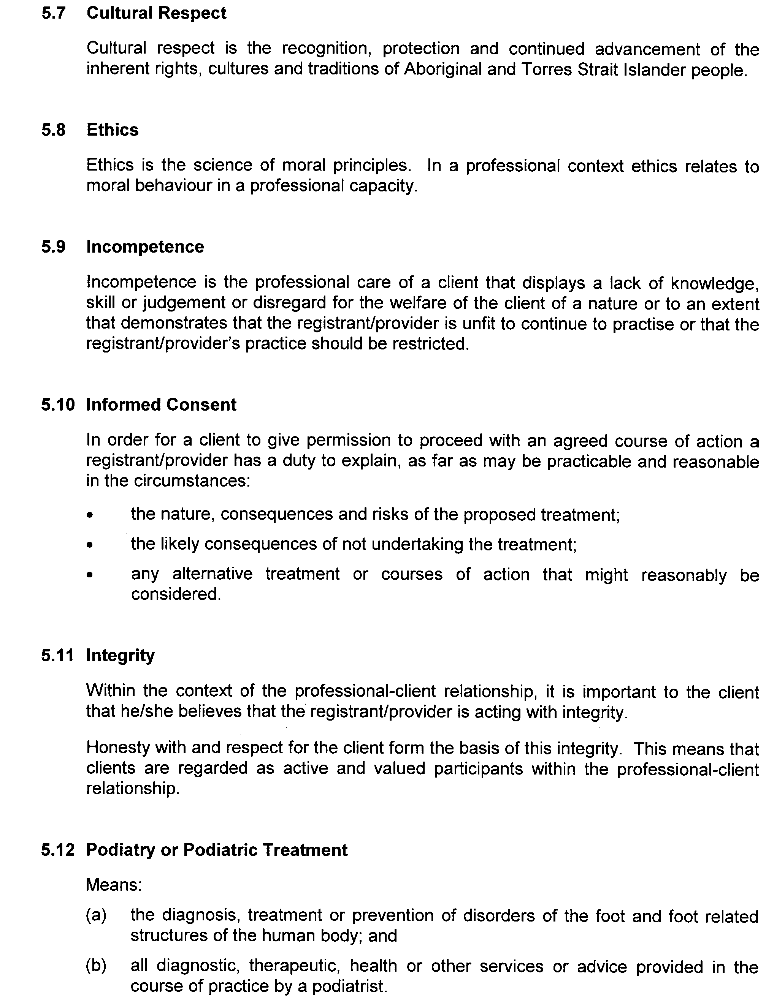 5.7 Cultural Respect
Cultural respect is the recognition, protection and continued advancement of the
inherent rights, cultures and traditions of Aboriginal and Torres Strait Islander people.
5.8 Ethics
Ethics is the science of moral principles. In a professional context ethics relates to
moral behaviour in a professional capacity.
5.9 Incompetence
Incompetence is the professional care of a client that displays a lack of knowledge,
skill or judgement or disregard for the welfare of the client of a nature or to an extent
that demonstrates that the registrant/provider is unfit to continue to practise or that the
registrant/provider's practice should be restricted.
5.10 Informed Consent
In order for a client to give permission to proceed with an agreed course of action a
registrant/provider has a duty to explain, as far as may be practicable and reasonable
in the circumstances:
• the nature, consequences and risks of the proposed treatment;
• the likely consequences of not undertaking the treatment;
• any alternative treatment or courses of action that might reasonably be
considered.
5.11 Integrity
Within the context of the professional-client relationship, it is important to the client
that he/she believes that the registrant/provider is acting with integrity.
Honesty with and respect for the client form the basis of this integrity. This means that
clients are regarded as active and valued participants within the professional-client
relationship.
5.12 Podiatry or Podiatric Treatment
Means:
(a) the diagnosis, treatment or prevention of disorders of the foot and foot related
structures of the human body; and
(b) all diagnostic, therapeutic, health or other services or advice provided in the
course of practice by a podiatrist.